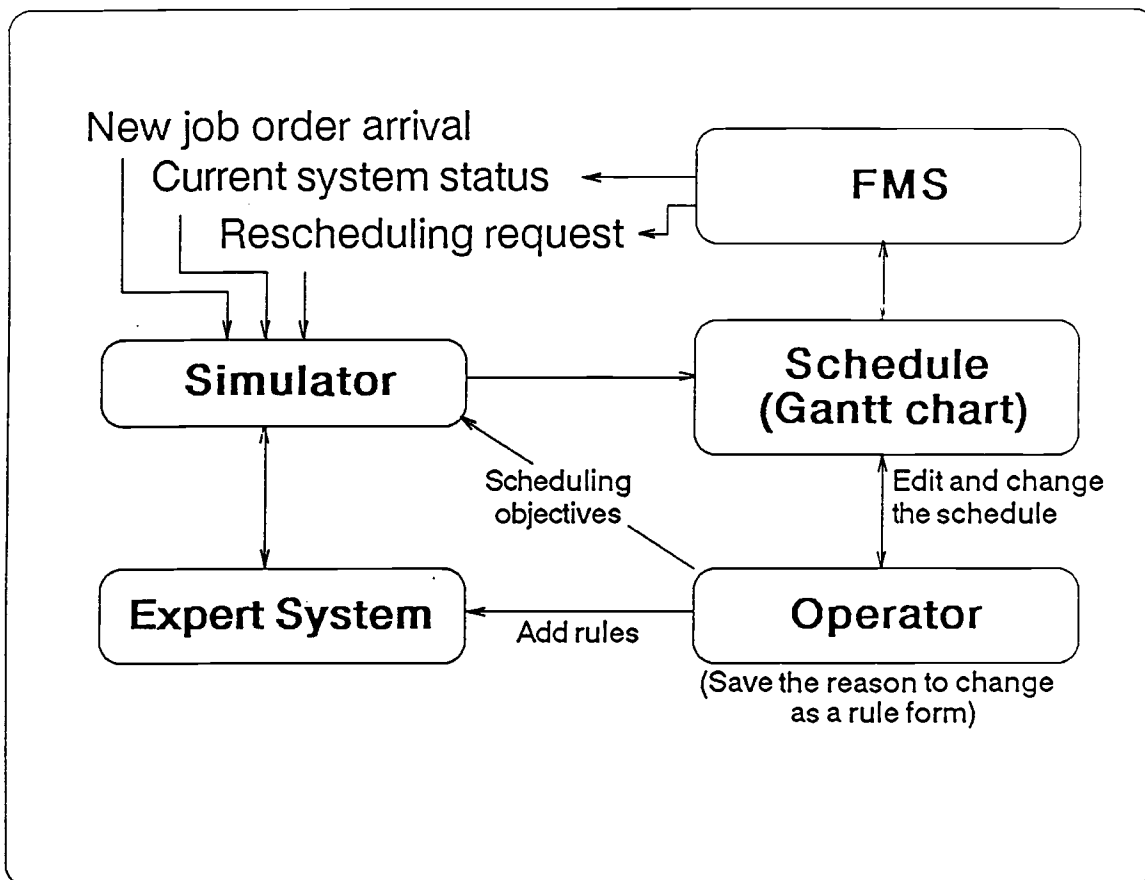 New job order arrival
Current system status
Rescheduling request
FMS
Simulator
Schedule
(Gantt chart)
Scheduling
objectives
Edit and change
the schedule
Expert System
Add rules
Operator
(Save the reason to change
as a rule form)